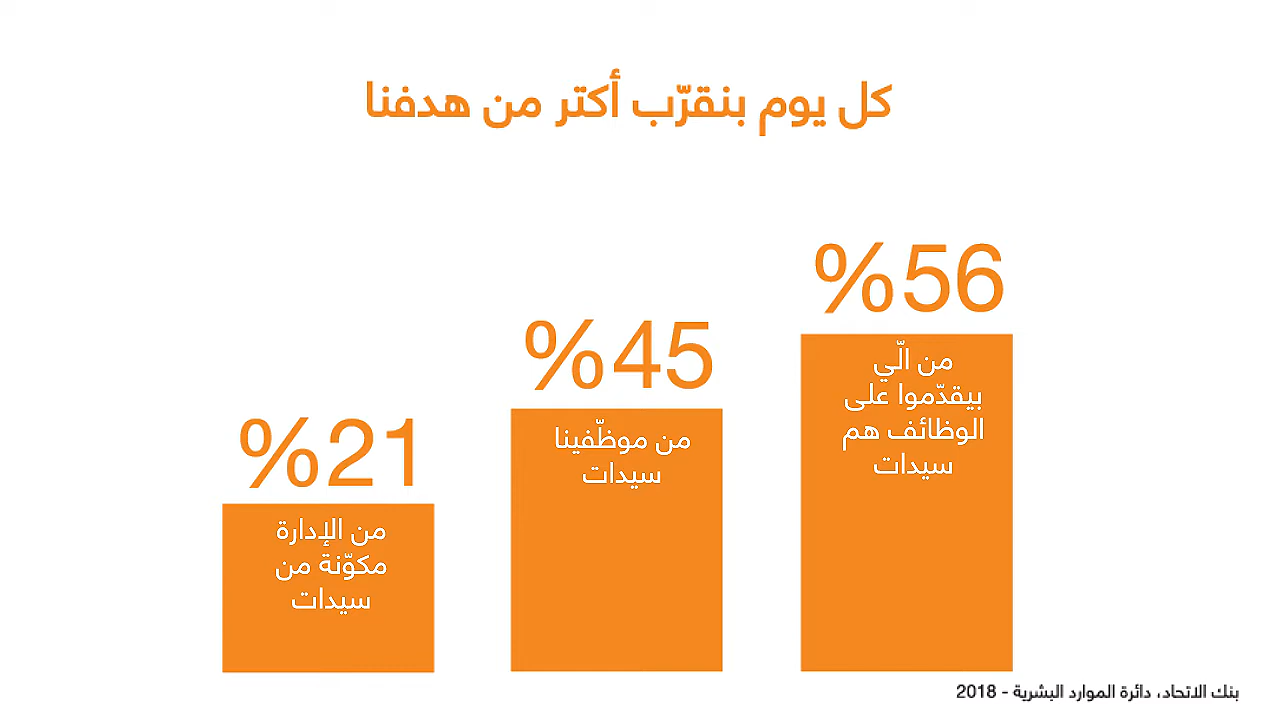 كل يوم بنقرّب أكتر من هدفنا
%56
من الّي
بيقدّموا على
الوظائف هم
سيدات
%45
من موظّفينا
سيدات
%21
من الإدارة
مكوّنة من
سيدات
بنك الاتحاد، دائرة الموارد البشرية - 2018